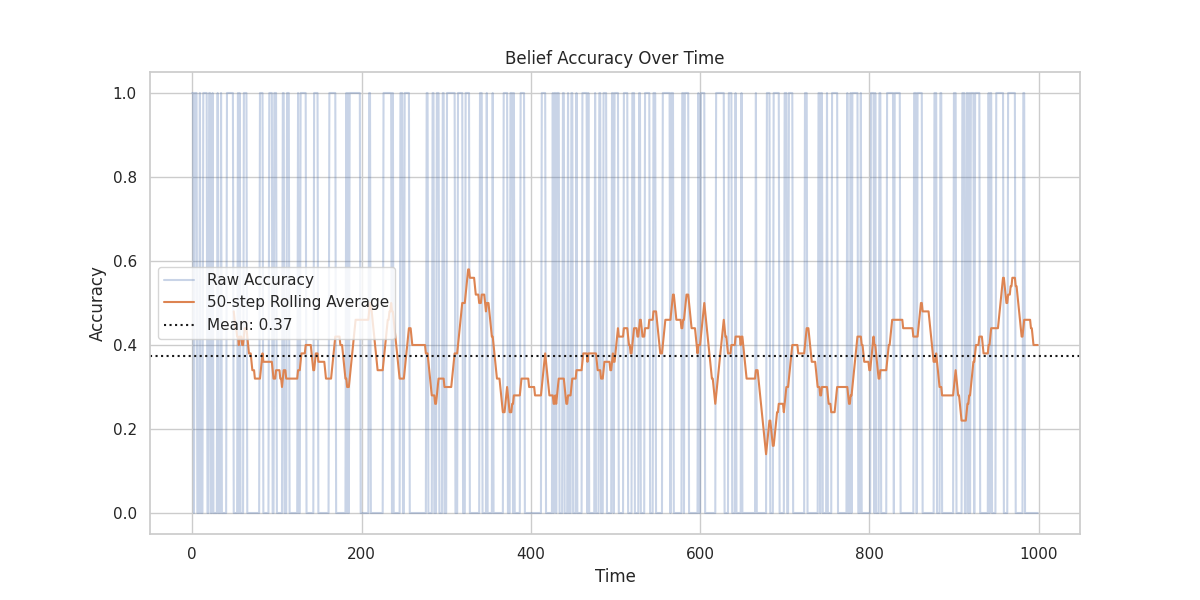 Belief Accuracy Over Time
1.0
0.8
0.6
0.4
0.2
0.0
Accuracy
Raw Accuracy
50-step Rolling Average
Mean: 0.37
0 200 400 600 800 1000
Time